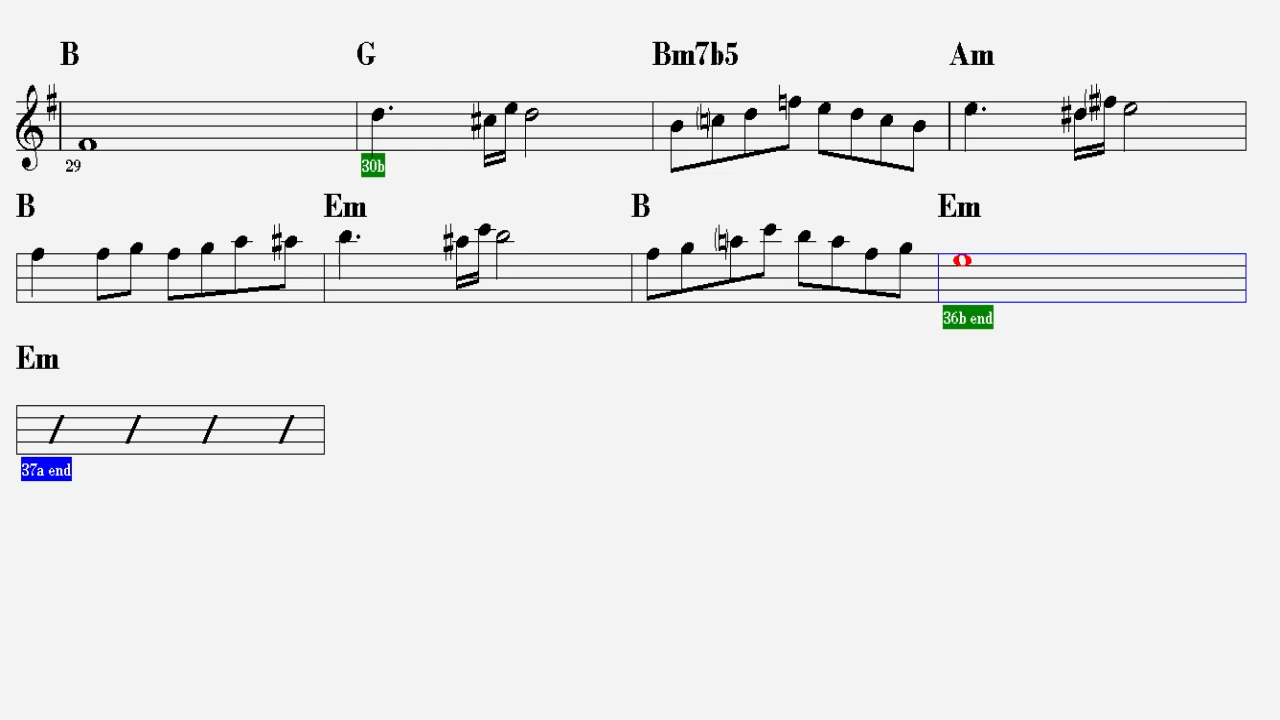 B G Bm7b5 Am
29 30b
B Em B Em
36b end
Em
37a end